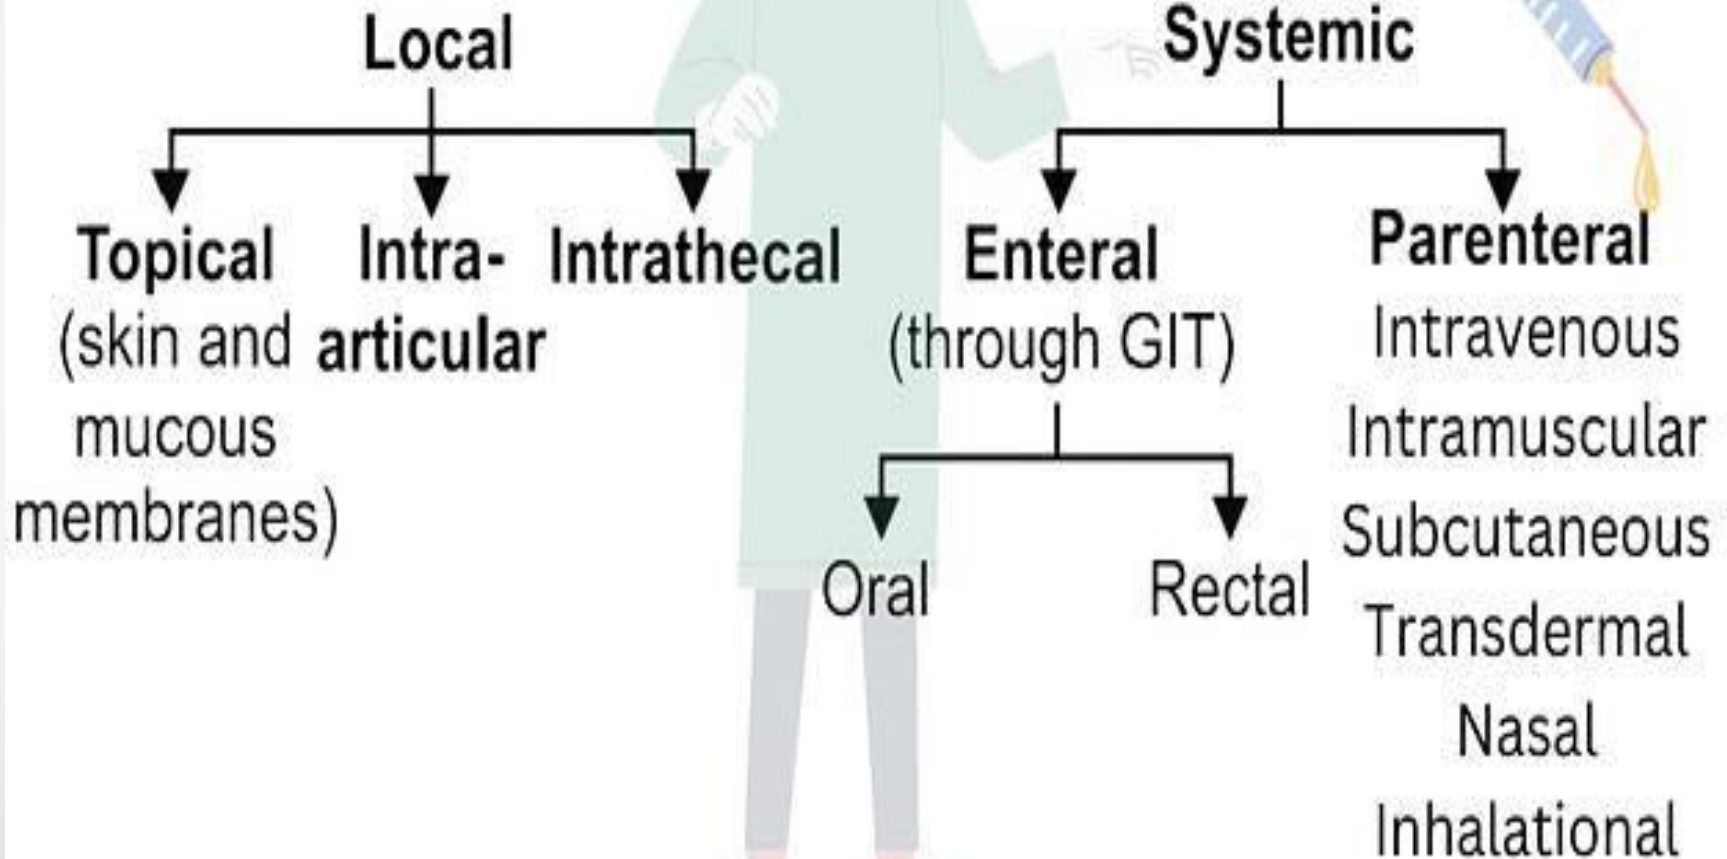 Local
Systemic
Topical
(skin and
mucous
membranes)
Intra-
articular
Intrathecal
Enteral
(through GIT)
Oral
Rectal
Parenteral
Intravenous
Intramuscular
Subcutaneous
Transdermal
Nasal
Inhalational